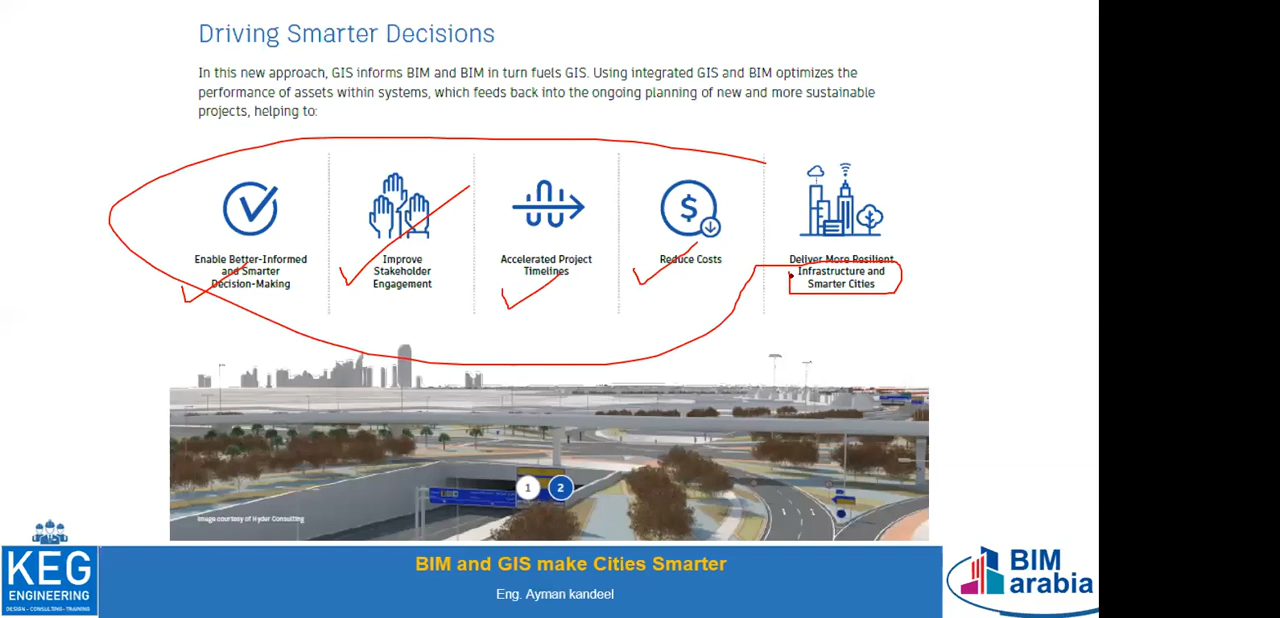 Driving Smarter Decisions
In this new approach, GIS informs BIM and BIM in turn fuels GIS. Using integrated GIS and BIM optimizes the
performance of assets within systems, which feeds back into the ongoing planning of new and more sustainable
projects, helping to:
Enable Better-Informed
and Smarter
Decision-Making
Improve
Stakeholder
Engagement
Accelerated Project
Timelines
$
Reduce Costs
Deliver More Resilient
Infrastructure and
Smarter Cities
1
2
Image courtesy of Hyder Consulting
KEG
ENGINEERING
DESIGN - CONSULTING - TRAINING
BIM and GIS make Cities Smarter
Eng. Ayman kandeel
BIM
arabia